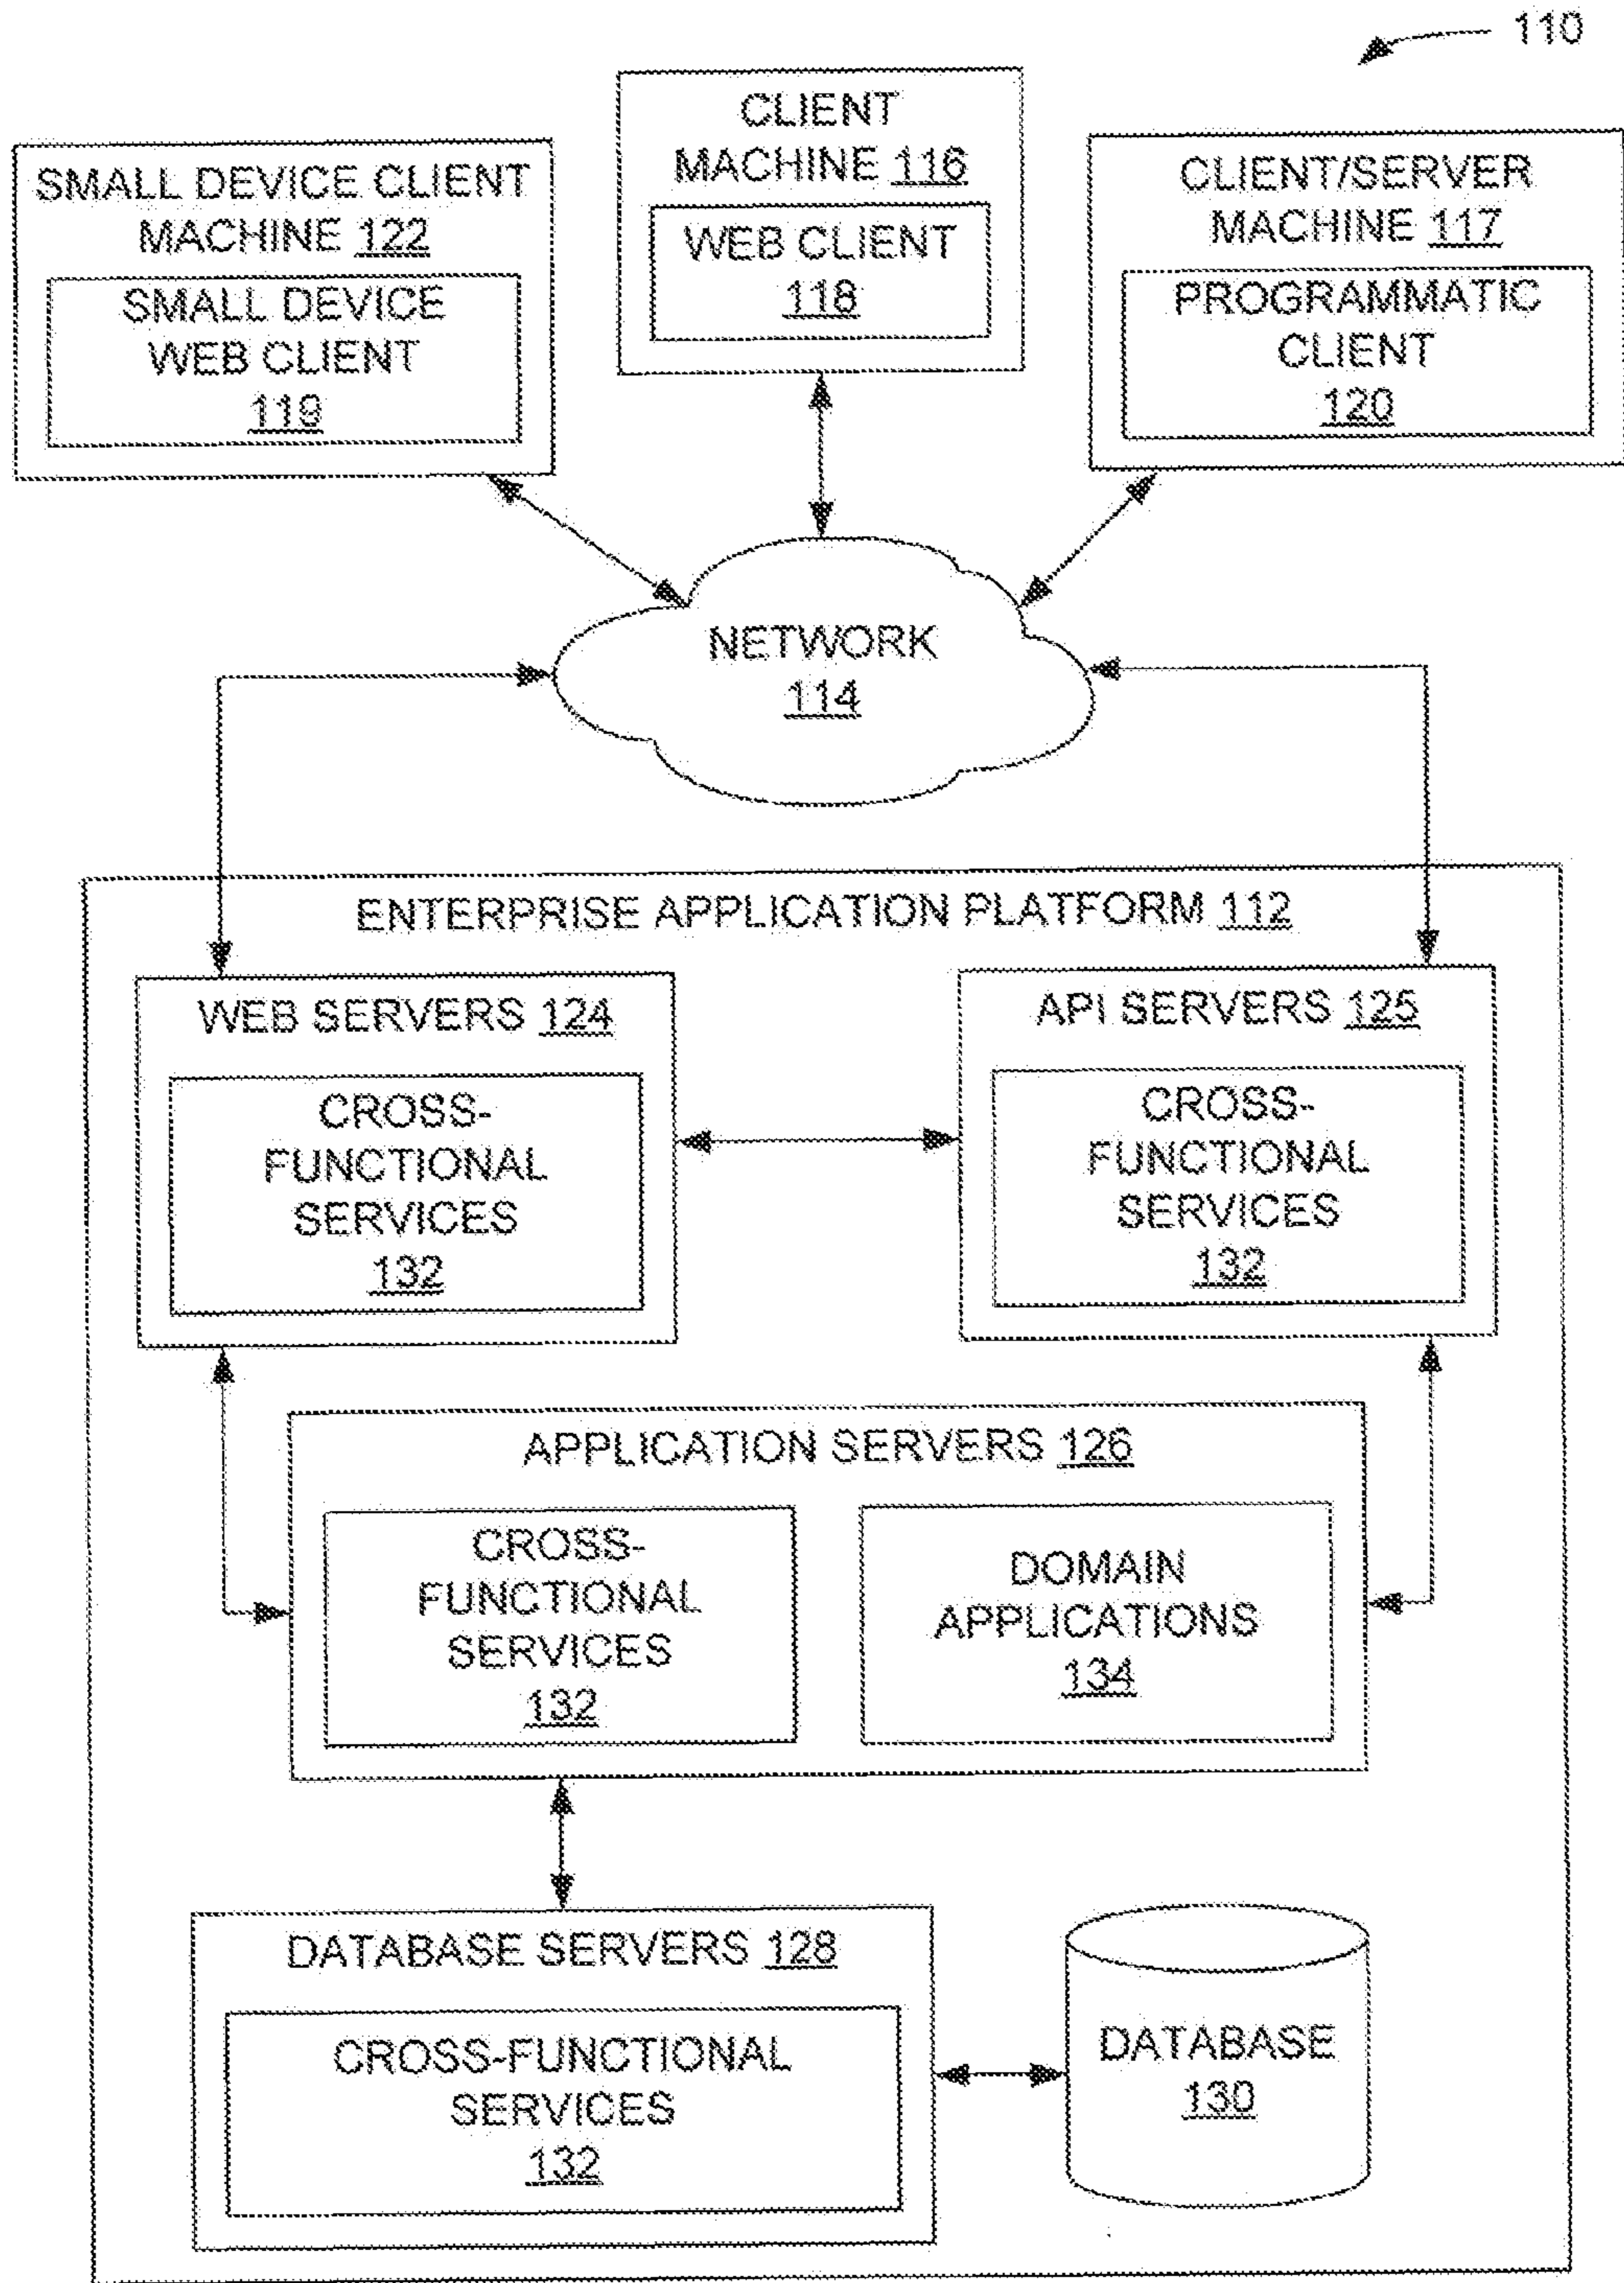 110
CLIENT
MACHINE 116
WEB CLIENT
118
SMALL DEVICE CLIENT
MACHINE 122
SMALL DEVICE
WEB CLIENT
119
CLIENT/SERVER
MACHINE 117
PROGRAMMATIC
CLIENT
120
NETWORK
114
ENTERPRISE APPLICATION PLATFORM 112
WEB SERVERS 124
CROSS-
FUNCTIONAL
SERVICES
132
API SERVERS 125
CROSS-
FUNCTIONAL
SERVICES
132
APPLICATION SERVERS 126
CROSS-
FUNCTIONAL
SERVICES
132
DOMAIN
APPLICATIONS
134
DATABASE SERVERS 128
CROSS-FUNCTIONAL
SERVICES
132
DATABASE
130